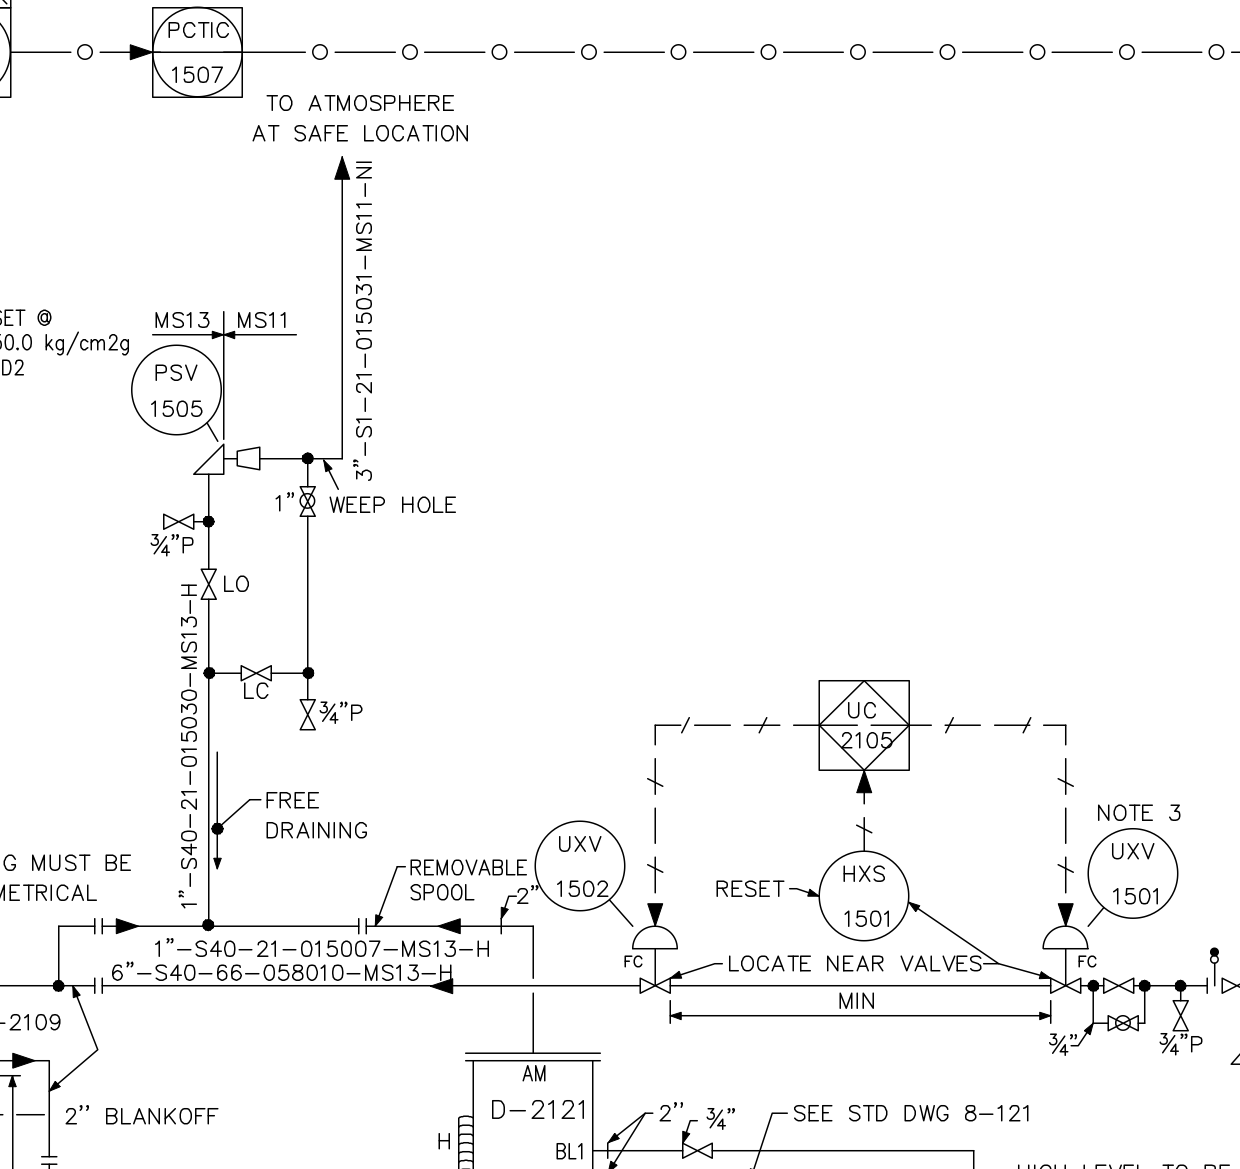 PCTIC
1507
TO ATMOSPHERE
AT SAFE LOCATION
3"-S1-21-015031-MS11-NI
SET @
50.0 kg/cm2g
D2
MS13
MS11
PSV
1505
1"
WEEP HOLE
3/4"P
LO
1"-S40-21-015030-MS13-H
LC
3/4"P
UC
2105
FREE
DRAINING
NOTE 3
G MUST BE
METRICAL
REMOVABLE
SPOOL
2"
UXV
1502
RESET
HXS
1501
UXV
1501
1"-S40-21-015007-MS13-H
6"-S40-66-058010-MS13-H
FC
LOCATE NEAR VALVES
FC
MIN
-2109
3/4"
3/4"P
AM
D-2121
2'' BLANKOFF
H
BL1
2''
3/4"
SEE STD DWG 8-121
HIGH LEVEL TO BE